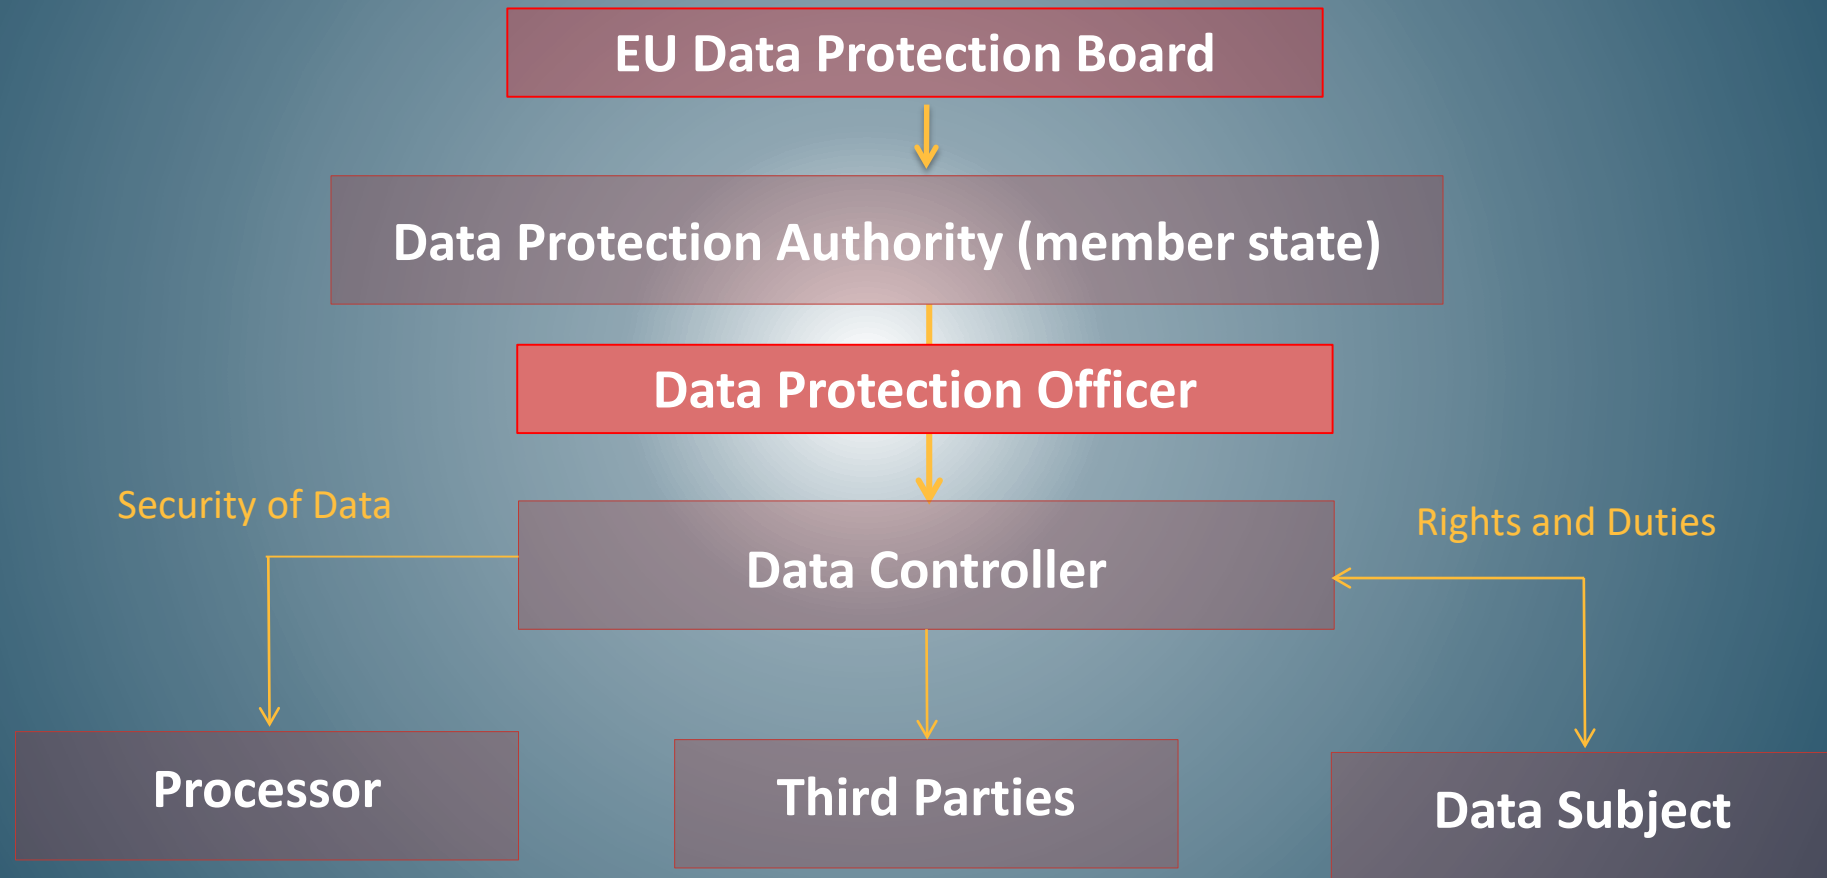 EU Data Protection Board
Data Protection Authority (member state)
Data Protection Officer
Security of Data
Rights and Duties
Data Controller
Processor
Third Parties
Data Subject